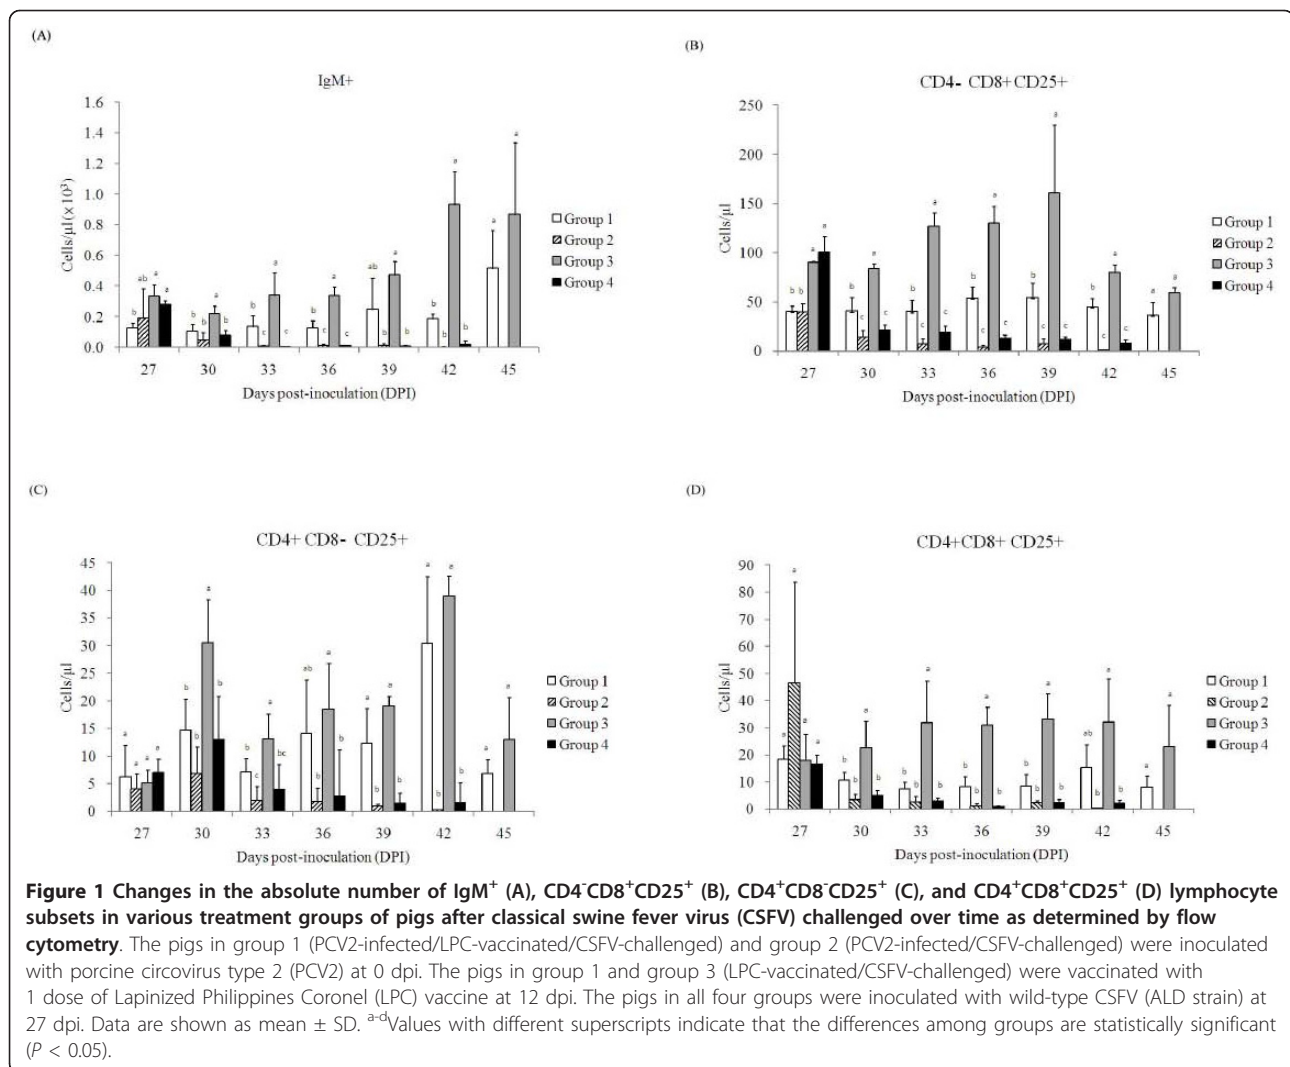 (A)
IgM+
1.6
1.4
1.2
1.0
0.8
0.6
0.4
0.2
0.0
Cells/µl (x 10³)
b ab a a
b b a b
b c a c
b c a c
ab b a b
b b a b
a a
27 30 33 36 39 42 45
Days post-inoculation (DPI)
Group 1
Group 2
Group 3
Group 4
(B)
CD4- CD8+CD25+
250
200
150
100
50
0
Cells/µl
b b a a
b c a c
b c a c
b c a c
b c a c
b c a c
a a
27 30 33 36 39 42 45
Days post-inoculation (DPI)
Group 1
Group 2
Group 3
Group 4
(C)
CD4+ CD8- CD25+
45
40
35
30
25
20
15
10
5
0
Cells/µl
a a a a
b b a b
b c a bc
ab b a b
a b a b
a b a b
a a
27 30 33 36 39 42 45
Days post-inoculation (DPI)
Group 1
Group 2
Group 3
Group 4
(D)
CD4+CD8+ CD25+
90
80
70
60
50
40
30
20
10
0
Cells/µl
a a a a
b b a b
b b a b
b b a b
b b a b
ab b a b
a a
27 30 33 36 39 42 45
Days post-inoculation (DPI)
Group 1
Group 2
Group 3
Group 4
Figure 1 Changes in the absolute number of IgM⁺ (A), CD4⁻CD8⁺CD25⁺ (B), CD4⁺CD8⁻CD25⁺ (C), and CD4⁺CD8⁺CD25⁺ (D) lymphocyte
subsets in various treatment groups of pigs after classical swine fever virus (CSFV) challenged over time as determined by flow
cytometry. The pigs in group 1 (PCV2-infected/LPC-vaccinated/CSFV-challenged) and group 2 (PCV2-infected/CSFV-challenged) were inoculated
with porcine circovirus type 2 (PCV2) at 0 dpi. The pigs in group 1 and group 3 (LPC-vaccinated/CSFV-challenged) were vaccinated with
1 dose of Lapinized Philippines Coronel (LPC) vaccine at 12 dpi. The pigs in all four groups were inoculated with wild-type CSFV (ALD strain) at
27 dpi. Data are shown as mean ± SD. ᵃ⁻ᵈValues with different superscripts indicate that the differences among groups are statistically significant
(P < 0.05).